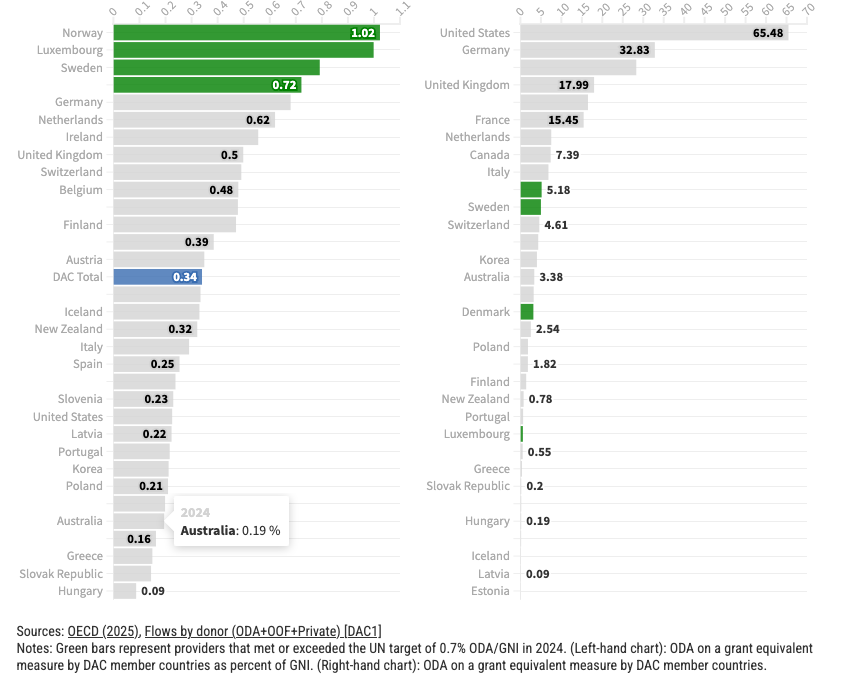 0 0.1 0.2 0.3 0.4 0.5 0.6 0.7 0.8 0.9 1 1.1
Norway 1.02
Luxembourg
Sweden
0.72
Germany
Netherlands 0.62
Ireland
United Kingdom 0.5
Switzerland
Belgium 0.48
Finland
0.39
Austria
DAC Total 0.34
Iceland
New Zealand 0.32
Italy
Spain 0.25
Slovenia 0.23
United States
Latvia 0.22
Portugal
Korea
Poland 0.21
Australia
2024
Australia: 0.19 %
0.16
Greece
Slovak Republic
Hungary 0.09
0 5 10 15 20 25 30 35 40 45 50 55 60 65 70
United States 65.48
Germany 32.83
United Kingdom 17.99
France 15.45
Netherlands
Canada 7.39
Italy
5.18
Sweden
Switzerland 4.61
Korea
Australia 3.38
Denmark
2.54
Poland
1.82
Finland
New Zealand 0.78
Portugal
Luxembourg
0.55
Greece
Slovak Republic 0.2
Hungary 0.19
Iceland
Latvia 0.09
Estonia
Sources: OECD (2025), Flows by donor (ODA+OOF+Private) [DAC1]
Notes: Green bars represent providers that met or exceeded the UN target of 0.7% ODA/GNI in 2024. (Left-hand chart): ODA on a grant equivalent
measure by DAC member countries as percent of GNI. (Right-hand chart): ODA on a grant equivalent measure by DAC member countries.